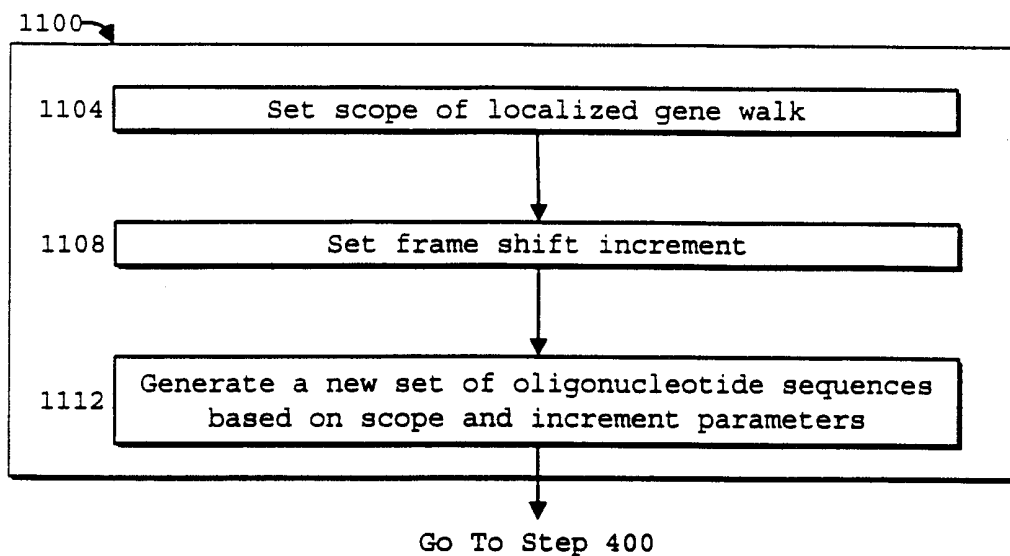 1100
1104 Set scope of localized gene walk
1108 Set frame shift increment
Generate a new set of oligonucleotide sequences
1112
based on scope and increment parameters
Go To Step 400